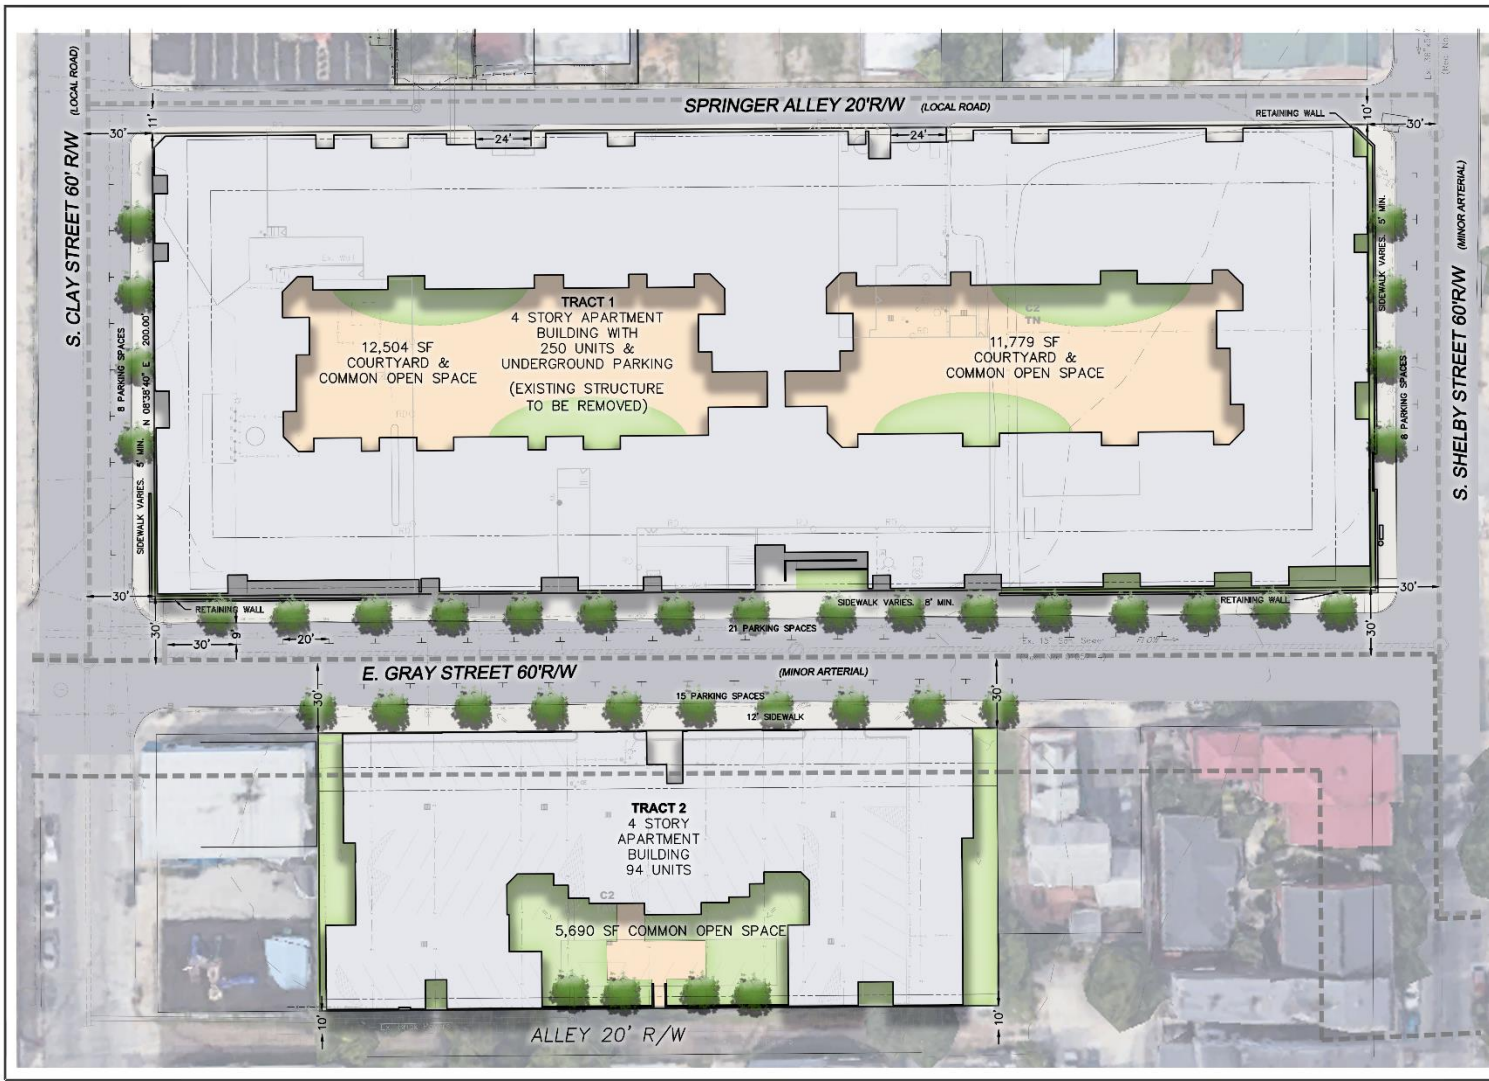 SPRINGER ALLEY 20'R/W (LOCAL ROAD)
RETAINING WALL
30'
11'
24'
24'
10'
30'
S. CLAY STREET 60' R/W (LOCAL ROAD)
8 PARKING SPACES
N 08°38'40" E 200.00'
SIDEWALK VARIES. 5' MIN.
TRACT 1
4 STORY APARTMENT
BUILDING WITH
250 UNITS &
UNDERGROUND PARKING
(EXISTING STRUCTURE
TO BE REMOVED)
12,504 SF
COURTYARD &
COMMON OPEN SPACE
C2
TN
11,779 SF
COURTYARD &
COMMON OPEN SPACE
SIDEWALK VARIES. 5' MIN.
8 PARKING SPACES
S. SHELBY STREET 60'R/W (MINOR ARTERIAL)
30'
RETAINING WALL
SIDEWALK VARIES. 8' MIN.
RETAINING WALL
30'
30'
30'
9'
20'
21 PARKING SPACES
30'
E. GRAY STREET 60'R/W (MINOR ARTERIAL)
30'
15 PARKING SPACES
12' SIDEWALK
30'
TRACT 2
4 STORY
APARTMENT
BUILDING
94 UNITS
C2
5,690 SF COMMON OPEN SPACE
10'
ALLEY 20' R/W
10'